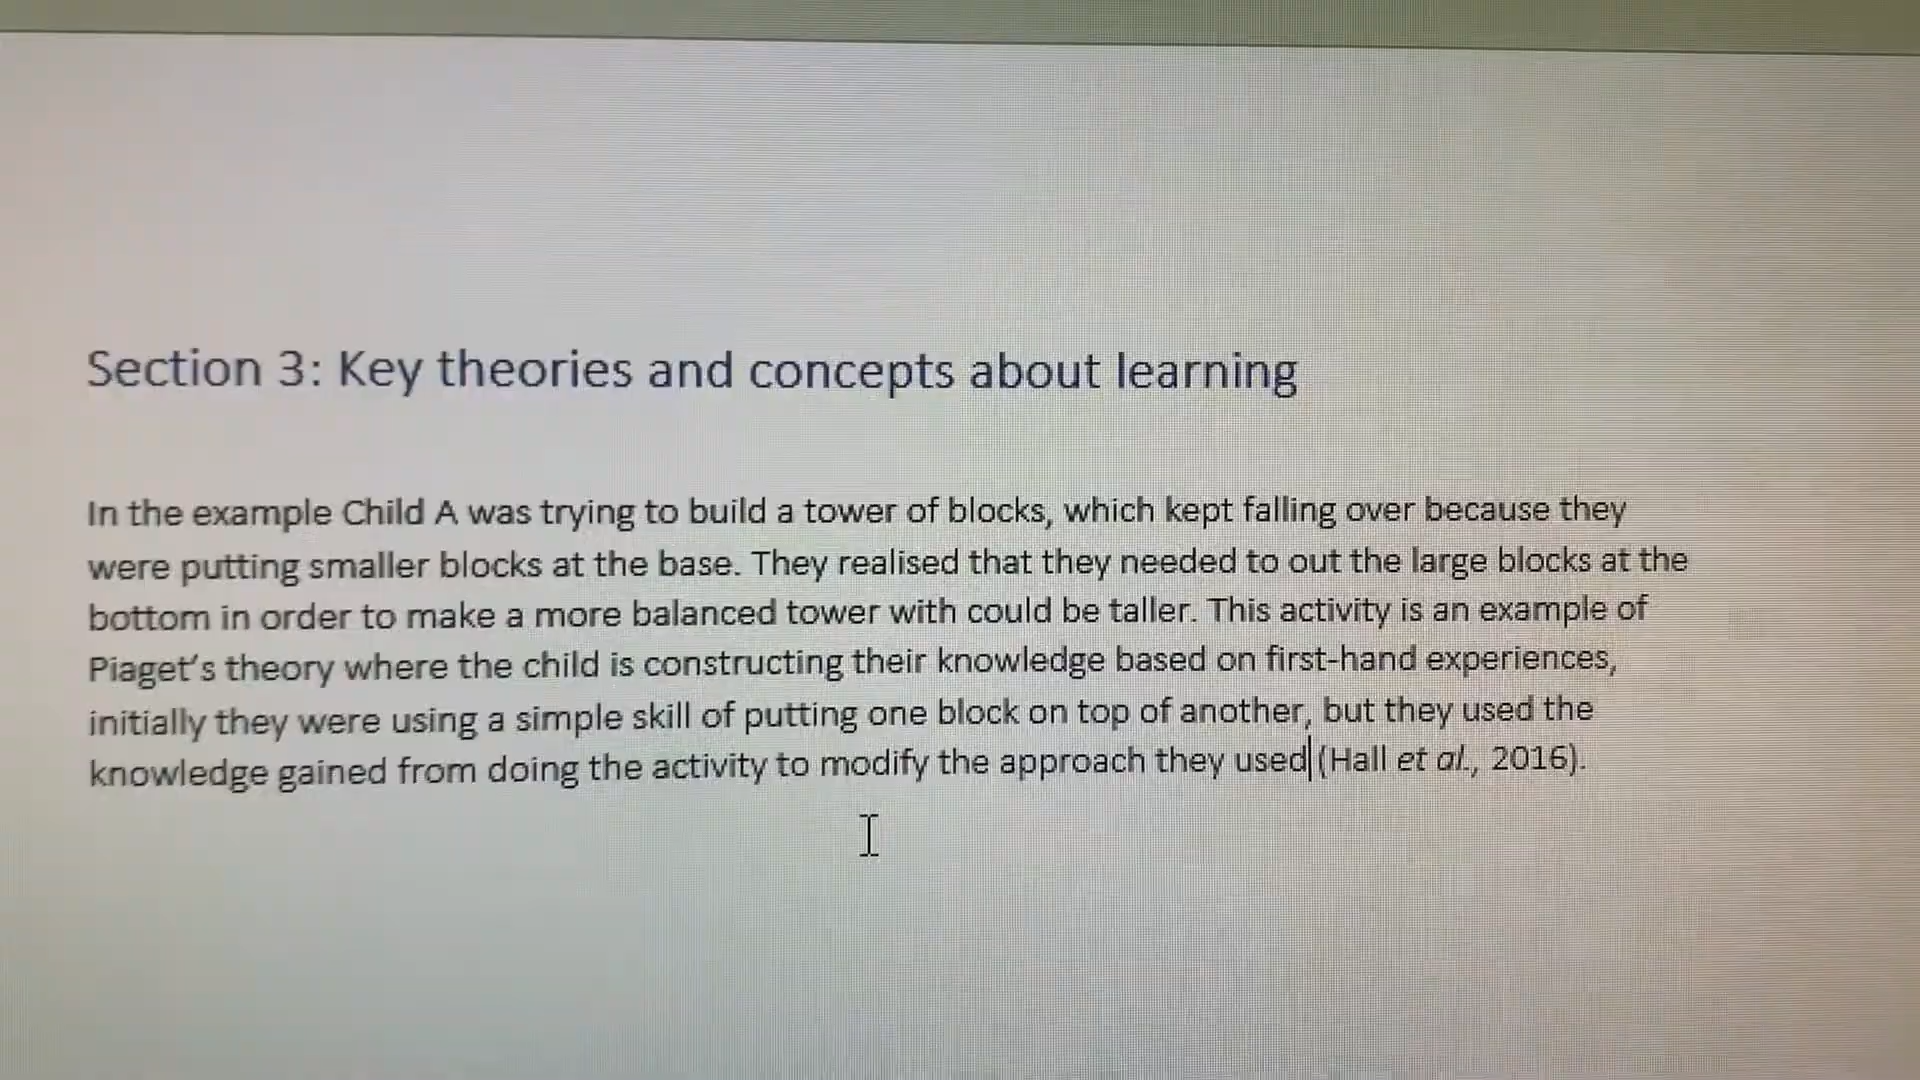 Section 3: Key theories and concepts about learning
In the example Child A was trying to build a tower of blocks, which kept falling over because they
were putting smaller blocks at the base. They realised that they needed to out the large blocks at the
bottom in order to make a more balanced tower with could be taller. This activity is an example of
Piaget's theory where the child is constructing their knowledge based on first-hand experiences,
initially they were using a simple skill of putting one block on top of another, but they used the
knowledge gained from doing the activity to modify the approach they used (Hall et al., 2016).